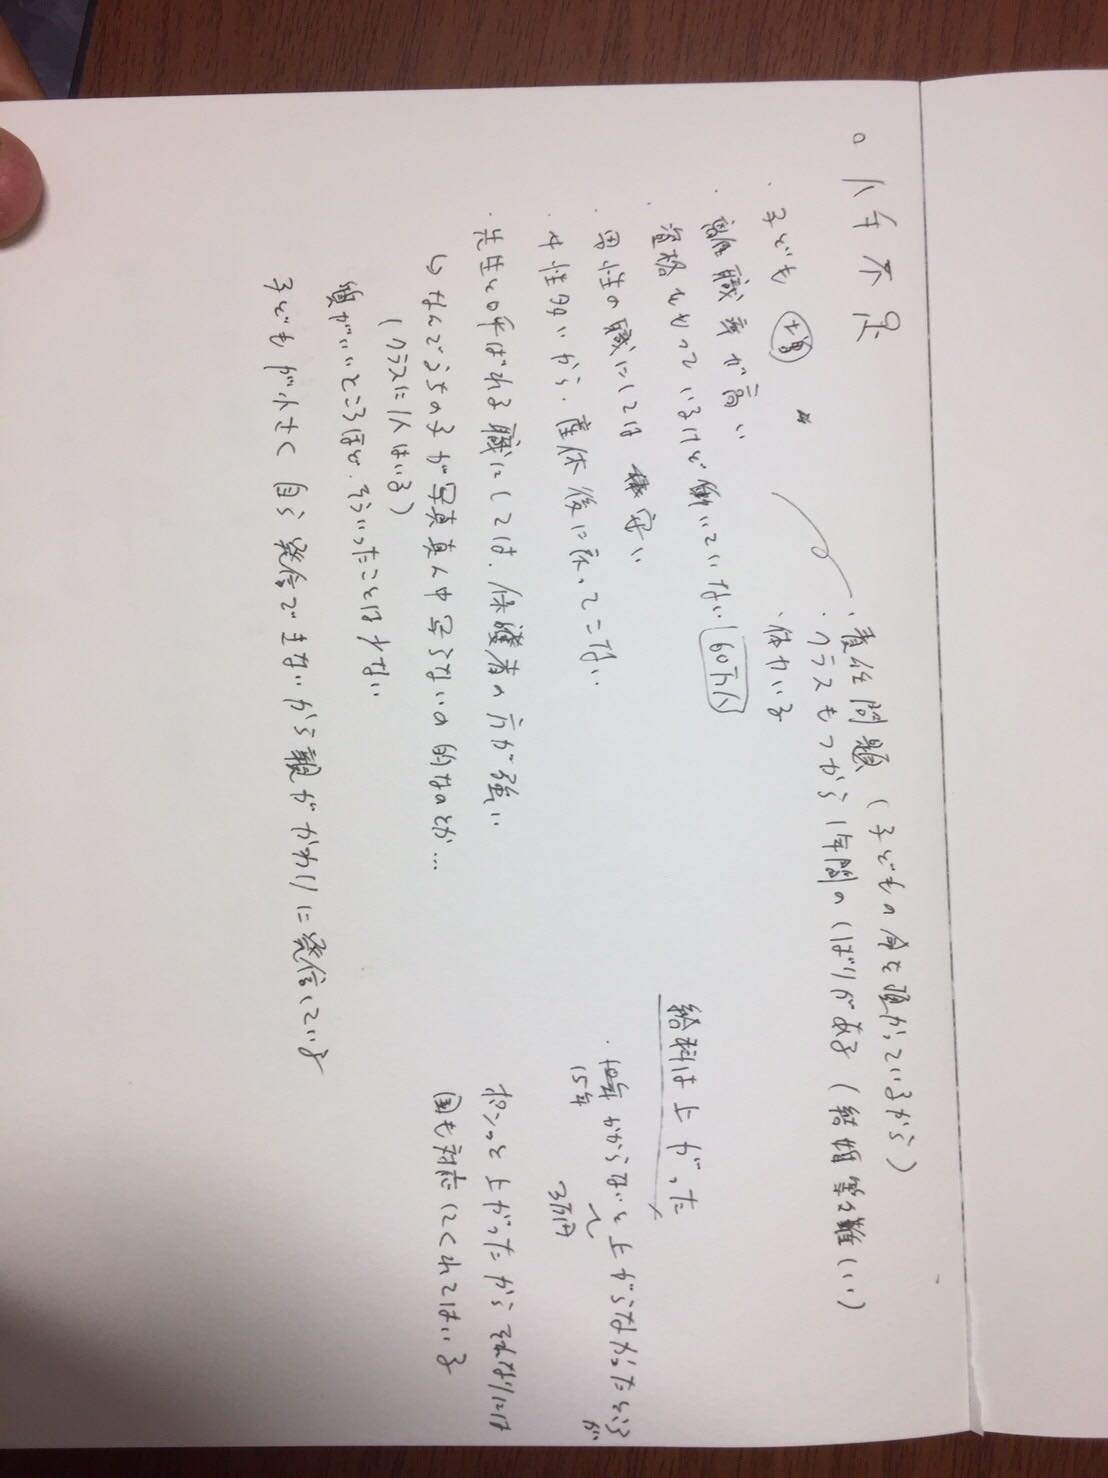 。人手不足
・子ども 増
・離職率が高い
・責任問題(子どもの命を預かっているから)
・クラスもつから1年間のしばりがある(結婚等々難しい)
・体力いる
・資格をもっているけど働いていない 60万人
・男性の職にしては 安い
・女性多いから、産休後に戻ってこない
・先生と呼ばれる職にしては、保護者の方が強い
↳ なんでうちの子が写真真ん中写らないの的なのとか…
(クラスに1人はいる)
質がいいところほど、そういったことは少ない
子どもが小さく自ら発信できないから親がかわりに発信している
給料は上がった
・10年 かからないと上がらなかったところが
15年
3万円
ポンっと上がったからそれなりには
国も対応してくれてはいる